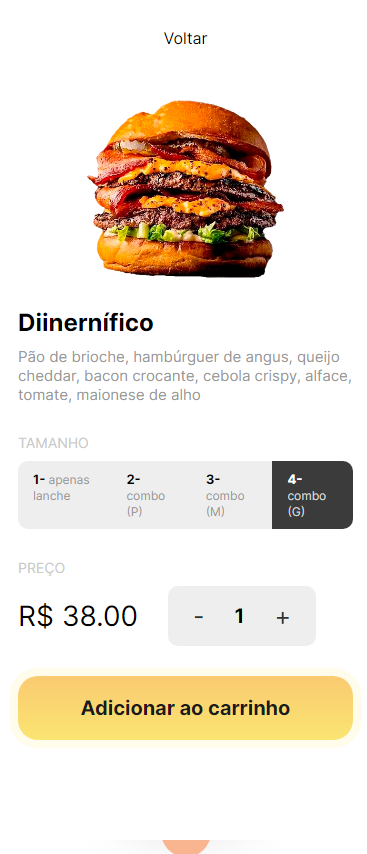 Voltar
Diinernífico
Pão de brioche, hambúrguer de angus, queijo
cheddar, bacon crocante, cebola crispy, alface,
tomate, maionese de alho
TAMANHO
1- apenas
lanche
2-
combo
(P)
3-
combo
(M)
4-
combo
(G)
PREÇO
R$ 38.00
- 1 +
Adicionar ao carrinho